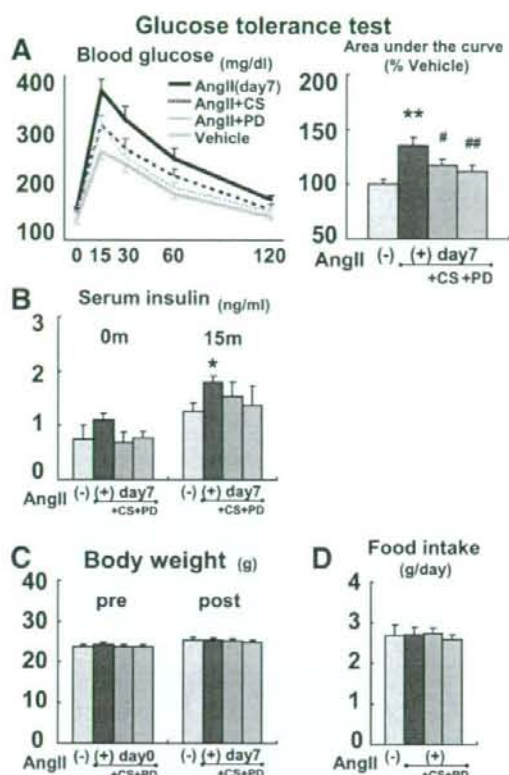 Glucose tolerance test
A Blood glucose (mg/dl)
400
300
200
100
0 15 30 60 120
AngII(day7)
AngII+CS
AngII+PD
Vehicle
Area under the curve
(% Vehicle)
200
150
100
50
**
#
##
AngII (-) (+) day7
+CS +PD
B Serum insulin (ng/ml)
3
2
1
0
0m
15m
*
AngII (-) (+) day7 (-) (+) day7
+CS+PD +CS+PD
C Body weight (g)
40
30
20
10
0
pre
post
AngII (-) (+) day0 (-) (+) day7
+CS+PD +CS+PD
D Food intake
(g/day)
4
3
2
1
0
AngII (-) (+)
+CS+PD